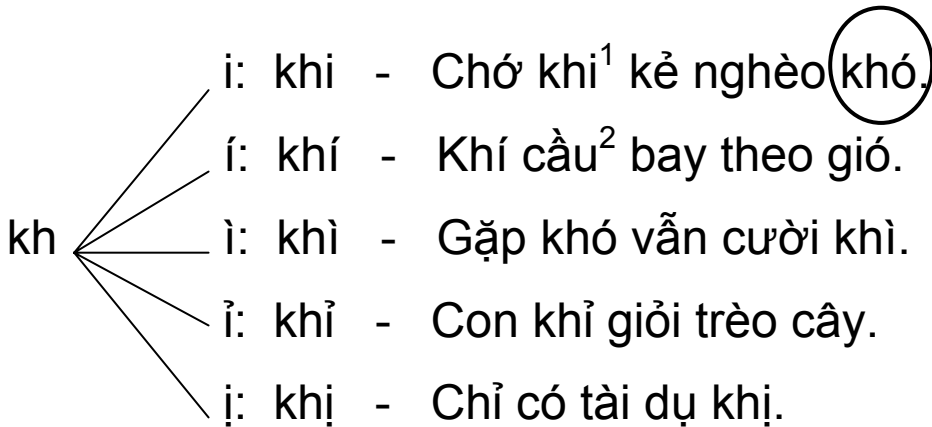 i: khi - Chớ khi¹ kẻ nghèo khó.
í: khí - Khí cầu² bay theo gió.
kh ì: khì - Gặp khó vẫn cười khì.
ỉ: khỉ - Con khỉ giỏi trèo cây.
ị: khị - Chỉ có tài dụ khị.